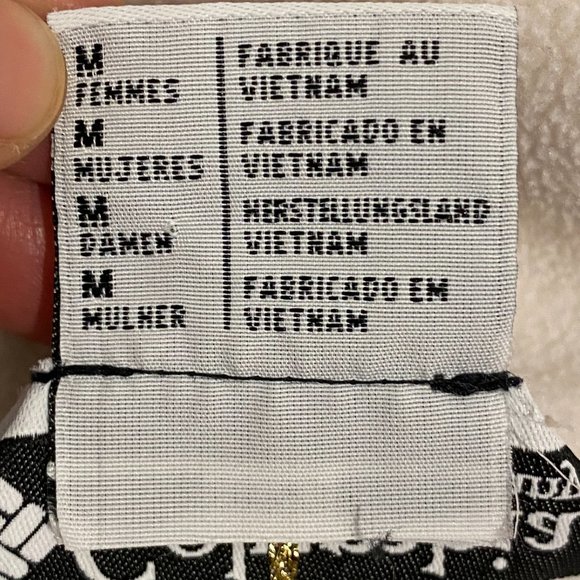 M
FEMMES
FABRIQUE AU
VIETNAM
M
MUJERES
FABRICADO EN
VIETNAM
M
DAMEN
HERSTELLUNGSLAND
VIETNAM
M
MULHER
FABRICADO EM
VIETNAM